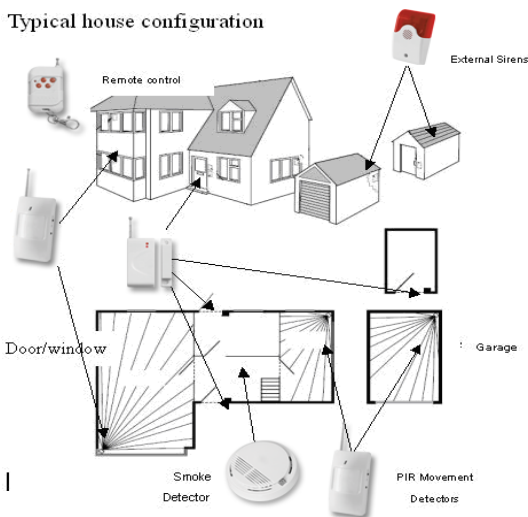 Typical house configuration
External Sirens
Remote control
Door/window
Garage
Smoke
Detector
PIR Movement
Detectors